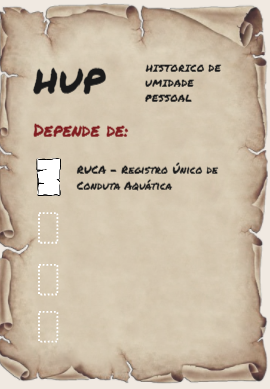 HUP
HISTORICO DE
UMIDADE
PESSOAL
DEPENDE DE:
RUCA - REGISTRO ÚNICO DE
CONDUTA AQUÁTICA